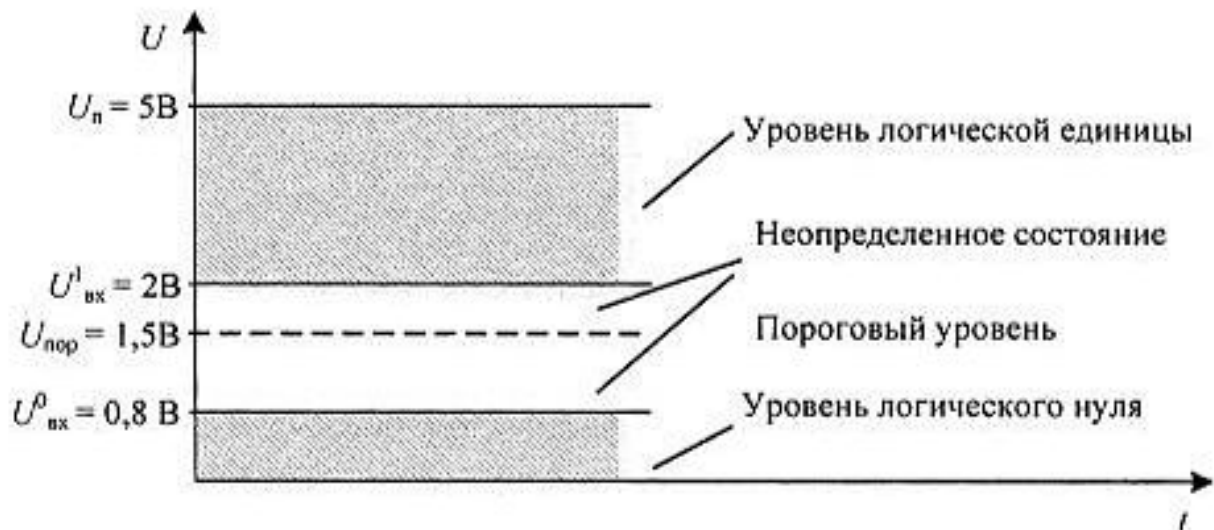 U
Uп = 5В
Уровень логической единицы
Неопределенное состояние
U¹вх = 2В
Uпор = 1,5В
Пороговый уровень
U⁰вх = 0,8 В
Уровень логического нуля
t